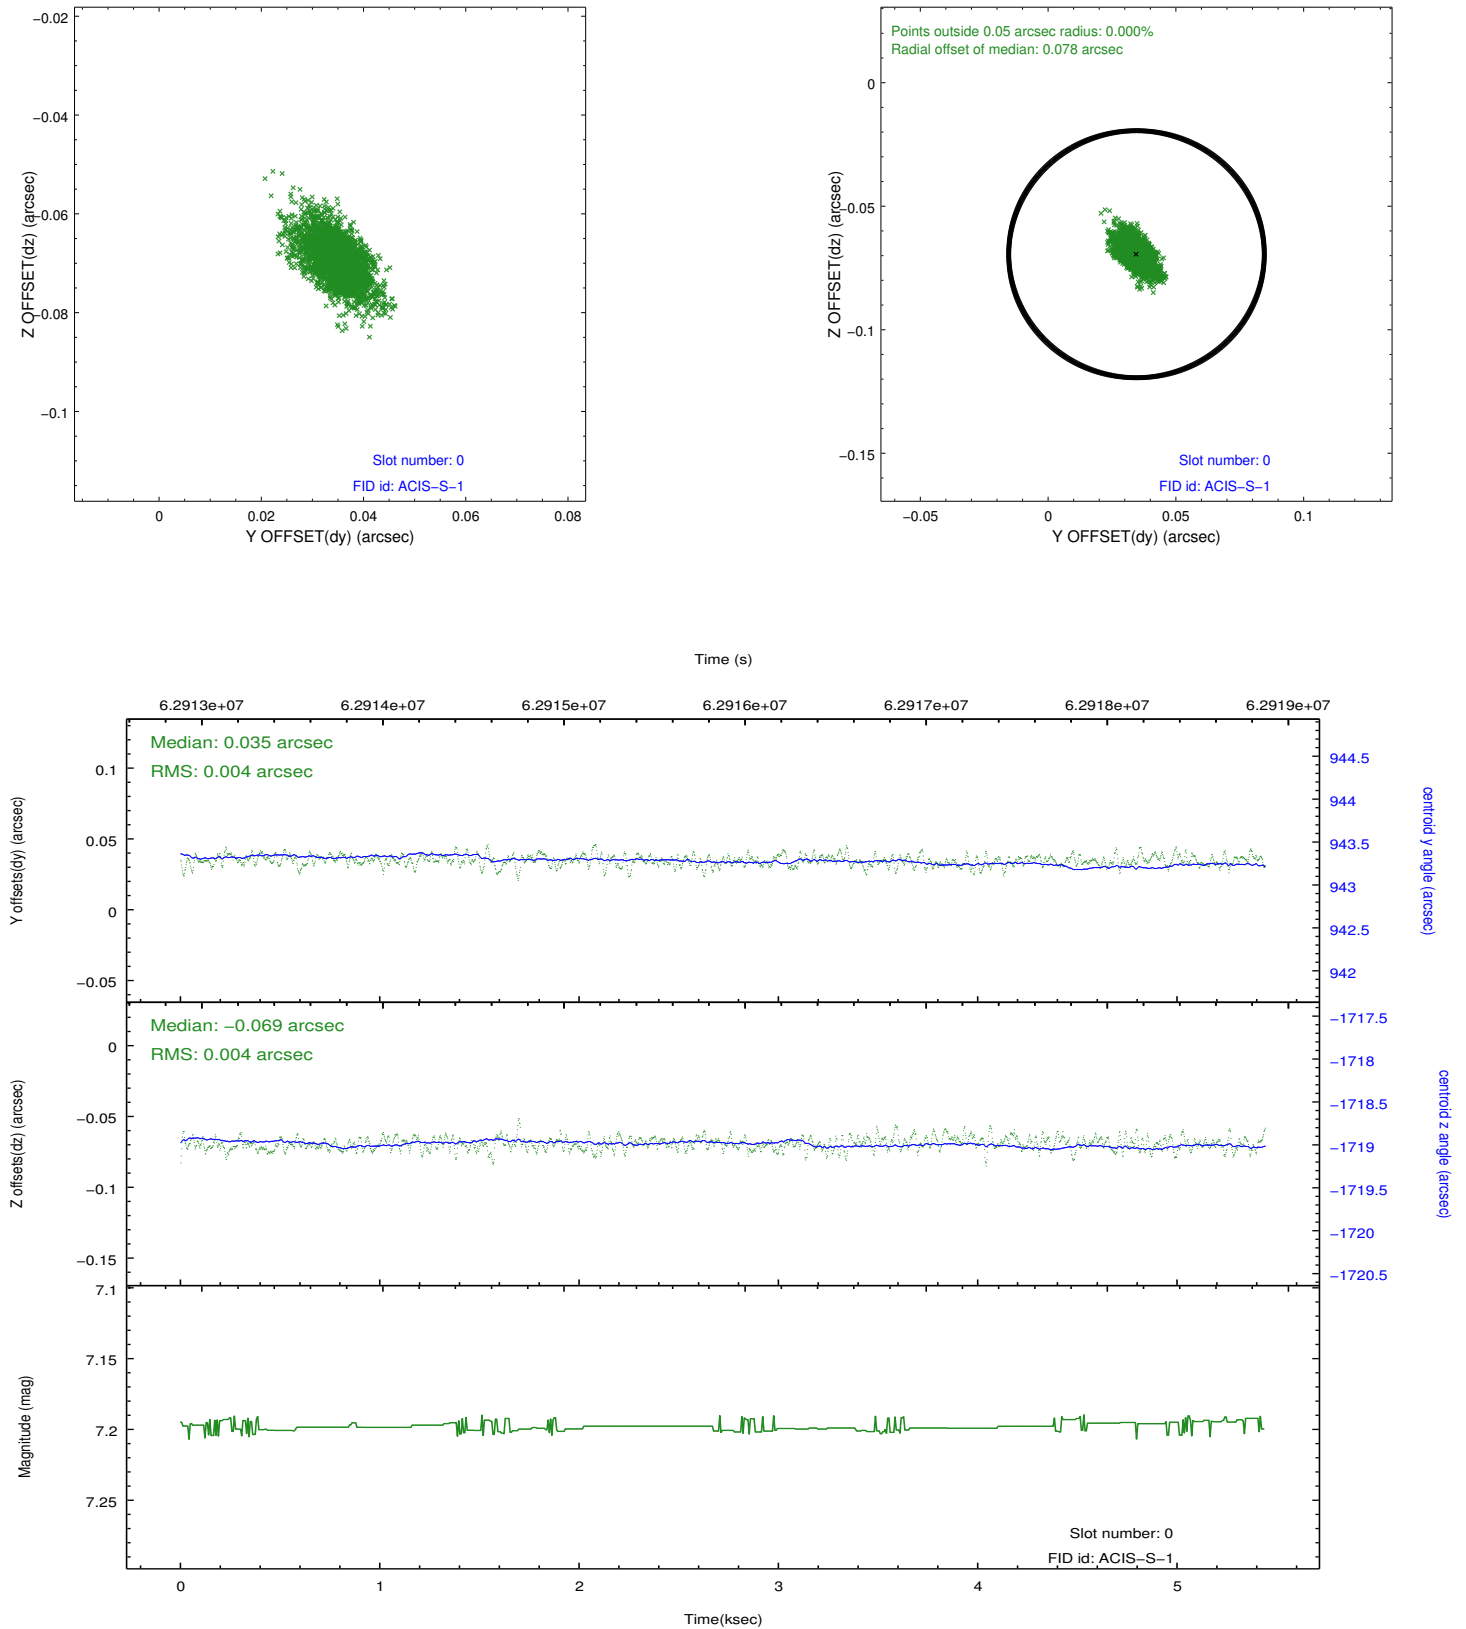 −0.02
−0.04
−0.06
−0.08
−0.1
Z OFFSET(dz) (arcsec)
Slot number: 0
FID id: ACIS−S−1
0 0.02 0.04 0.06 0.08
Y OFFSET(dy) (arcsec)
Points outside 0.05 arcsec radius: 0.000%
Radial offset of median: 0.078 arcsec
0
−0.05
−0.1
−0.15
Z OFFSET(dz) (arcsec)
Slot number: 0
FID id: ACIS−S−1
−0.05 0 0.05 0.1
Y OFFSET(dy) (arcsec)
Time (s)
6.2913e+07 6.2914e+07 6.2915e+07 6.2916e+07 6.2917e+07 6.2918e+07 6.2919e+07
Median: 0.035 arcsec
RMS: 0.004 arcsec
0.1
0.05
0
−0.05
Y offsets(dy) (arcsec)
944.5
944
943.5
943
942.5
942
centroid y angle (arcsec)
Median: −0.069 arcsec
RMS: 0.004 arcsec
0
−0.05
−0.1
−0.15
Z offsets(dz) (arcsec)
−1717.5
−1718
−1718.5
−1719
−1719.5
−1720
−1720.5
centroid z angle (arcsec)
7.1
7.15
7.2
7.25
Magnitude (mag)
Slot number: 0
FID id: ACIS−S−1
0 1 2 3 4 5
Time(ksec)